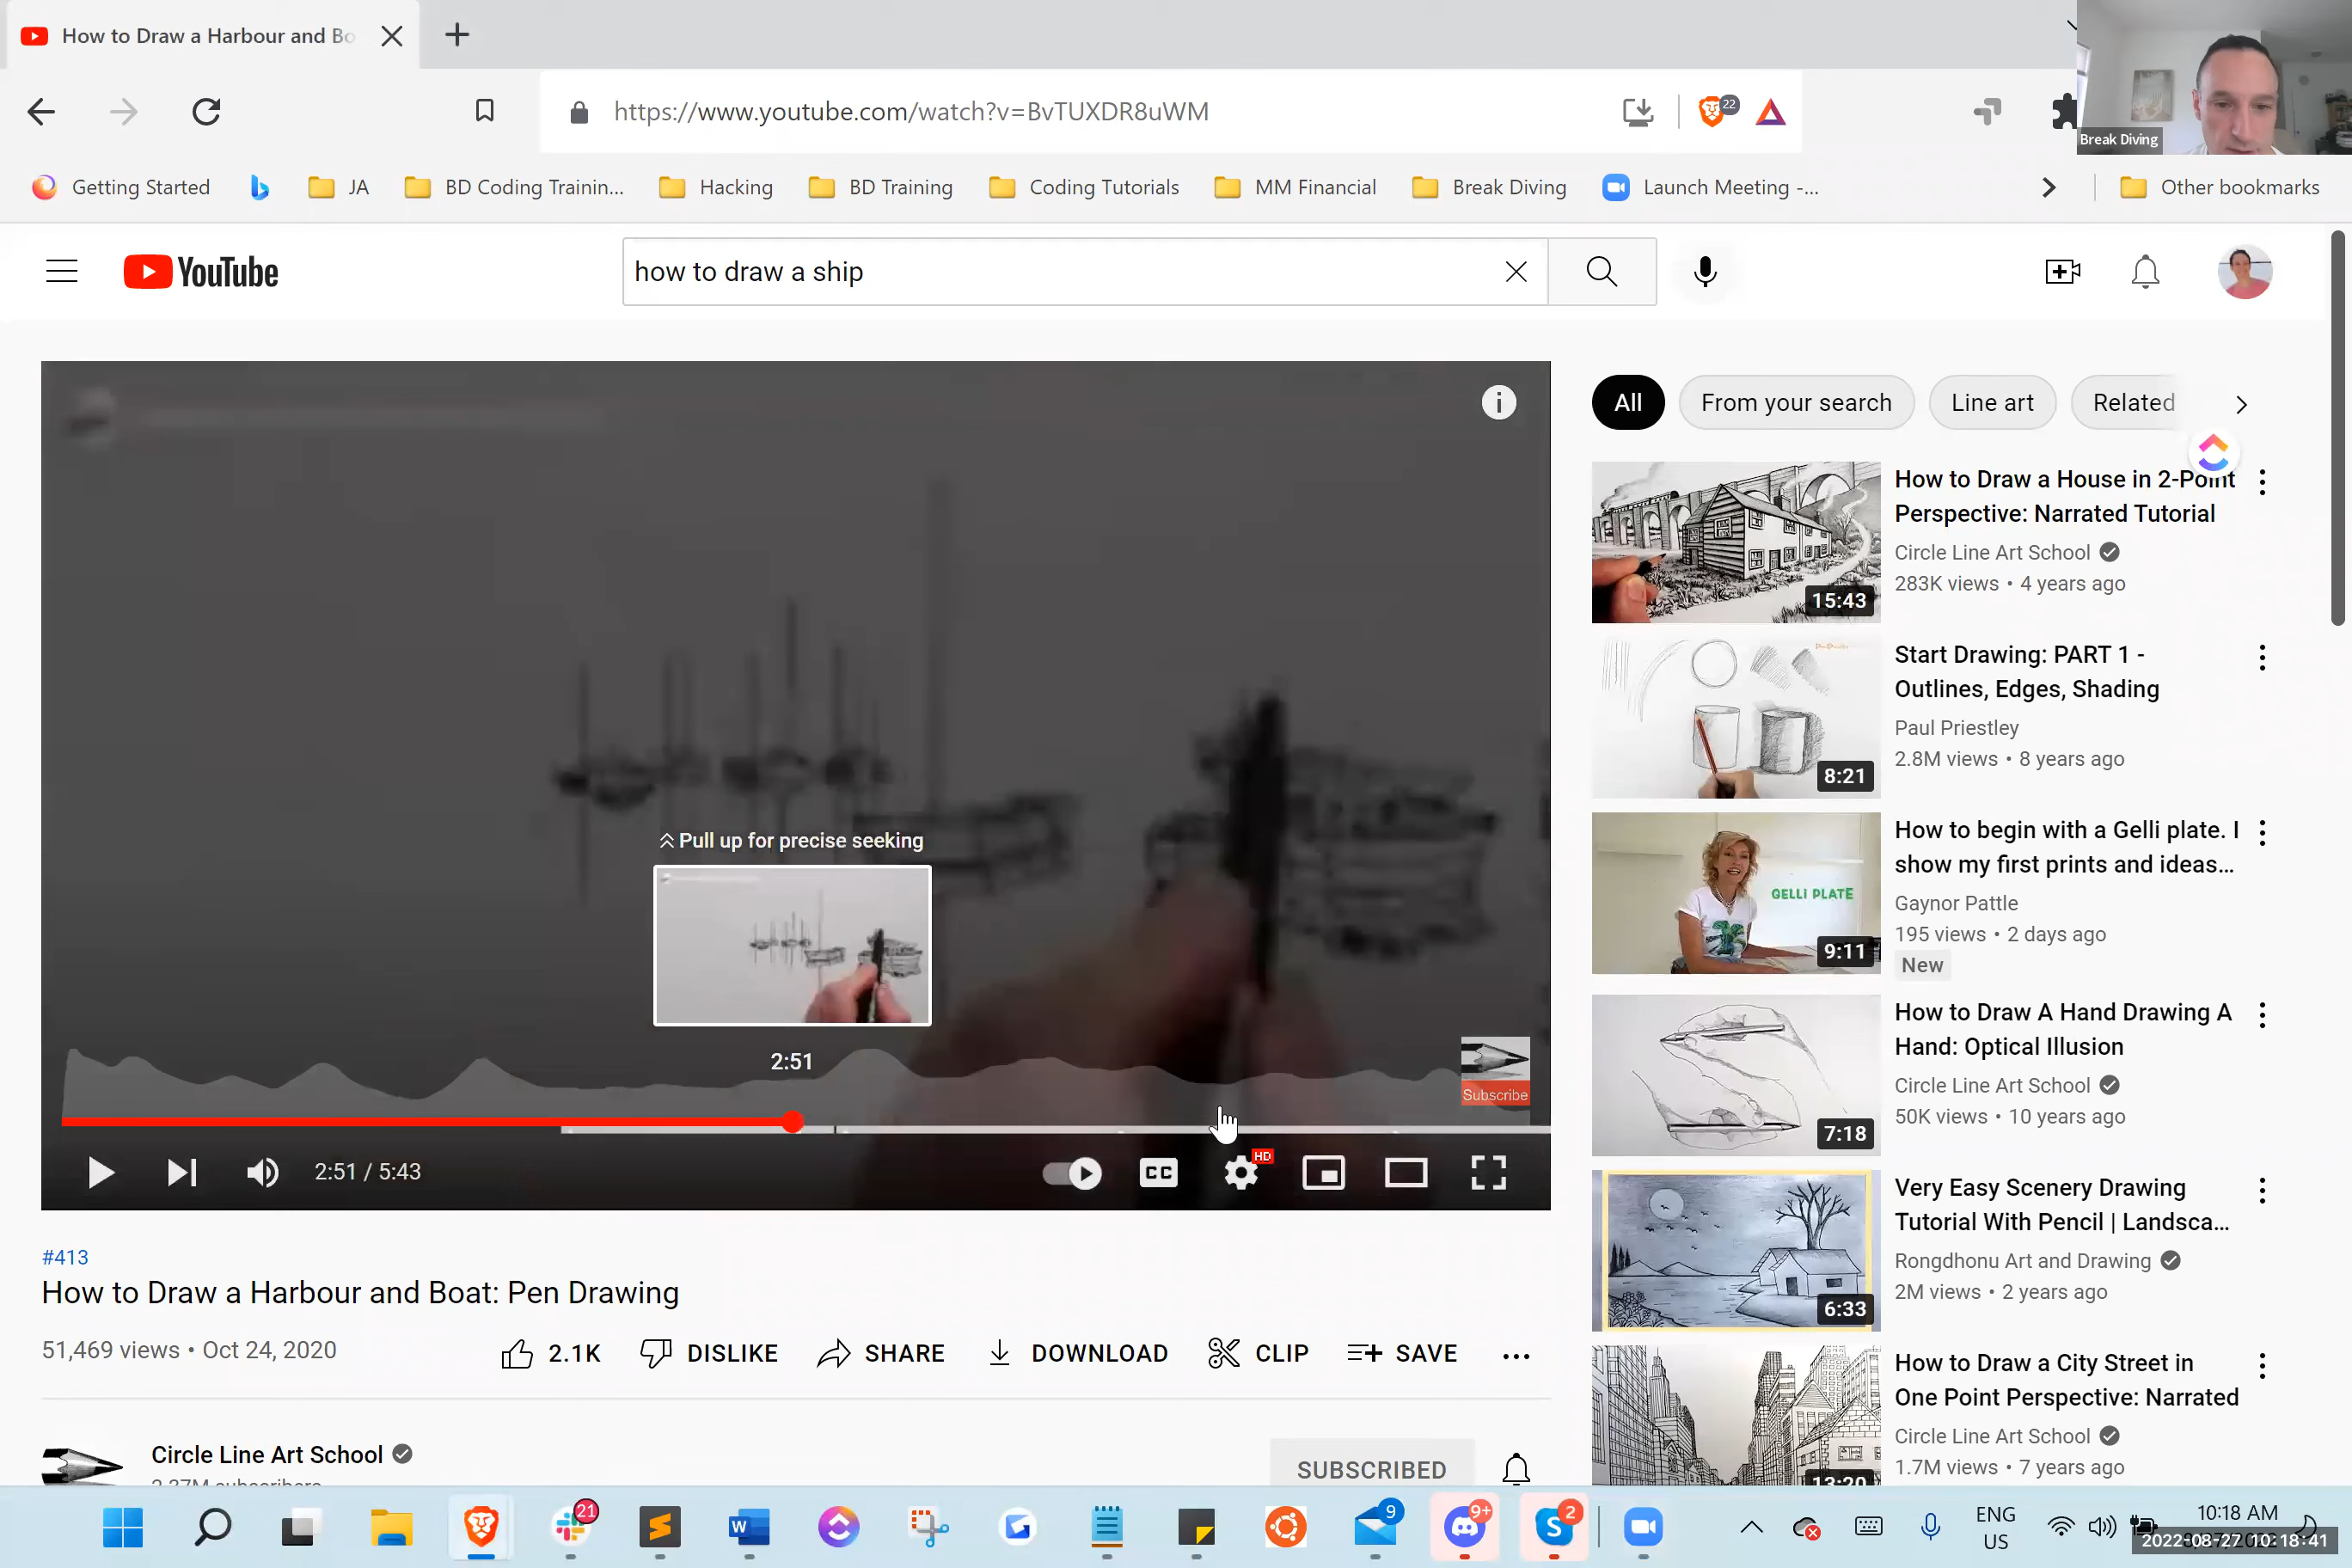 How to Draw a Harbour and Bo
https://www.youtube.com/watch?v=BvTUXDR8uWM
22
Break Diving
Getting Started
JA
BD Coding Trainin...
Hacking
BD Training
Coding Tutorials
MM Financial
Break Diving
Launch Meeting -...
Other bookmarks
YouTube
how to draw a ship
All
From your search
Line art
Related
How to Draw a House in 2-Point
Perspective: Narrated Tutorial
Circle Line Art School
283K views • 4 years ago
15:43
Start Drawing: PART 1 -
Outlines, Edges, Shading
Paul Priestley
2.8M views • 8 years ago
8:21
How to begin with a Gelli plate. I
show my first prints and ideas...
Gaynor Pattle
195 views • 2 days ago
New
GELLI PLATE
9:11
How to Draw A Hand Drawing A
Hand: Optical Illusion
Circle Line Art School
50K views • 10 years ago
7:18
Very Easy Scenery Drawing
Tutorial With Pencil | Landsca...
Rongdhonu Art and Drawing
2M views • 2 years ago
6:33
How to Draw a City Street in
One Point Perspective: Narrated
Circle Line Art School
1.7M views • 7 years ago
13:20
Pull up for precise seeking
2:51
Subscribe
2:51 / 5:43
CC
HD
#413
How to Draw a Harbour and Boat: Pen Drawing
51,469 views • Oct 24, 2020
2.1K
DISLIKE
SHARE
DOWNLOAD
CLIP
SAVE
Circle Line Art School
SUBSCRIBED
21
9
9+
2
ENG
US
10:18 AM
2022-08-27 10:18:41